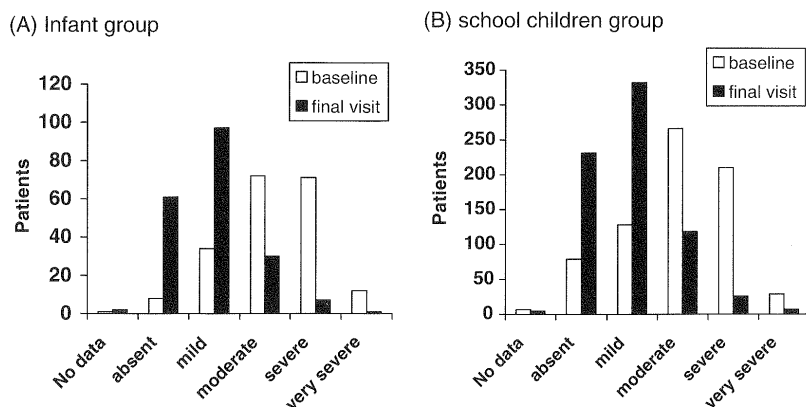 (A) Infant group
baseline
final visit
120
100
80
60
40
20
0
Patients
No data
absent
mild
moderate
severe
very severe
(B) school children group
baseline
final visit
350
300
250
200
150
100
50
0
Patients
No data
absent
mild
moderate
severe
very severe